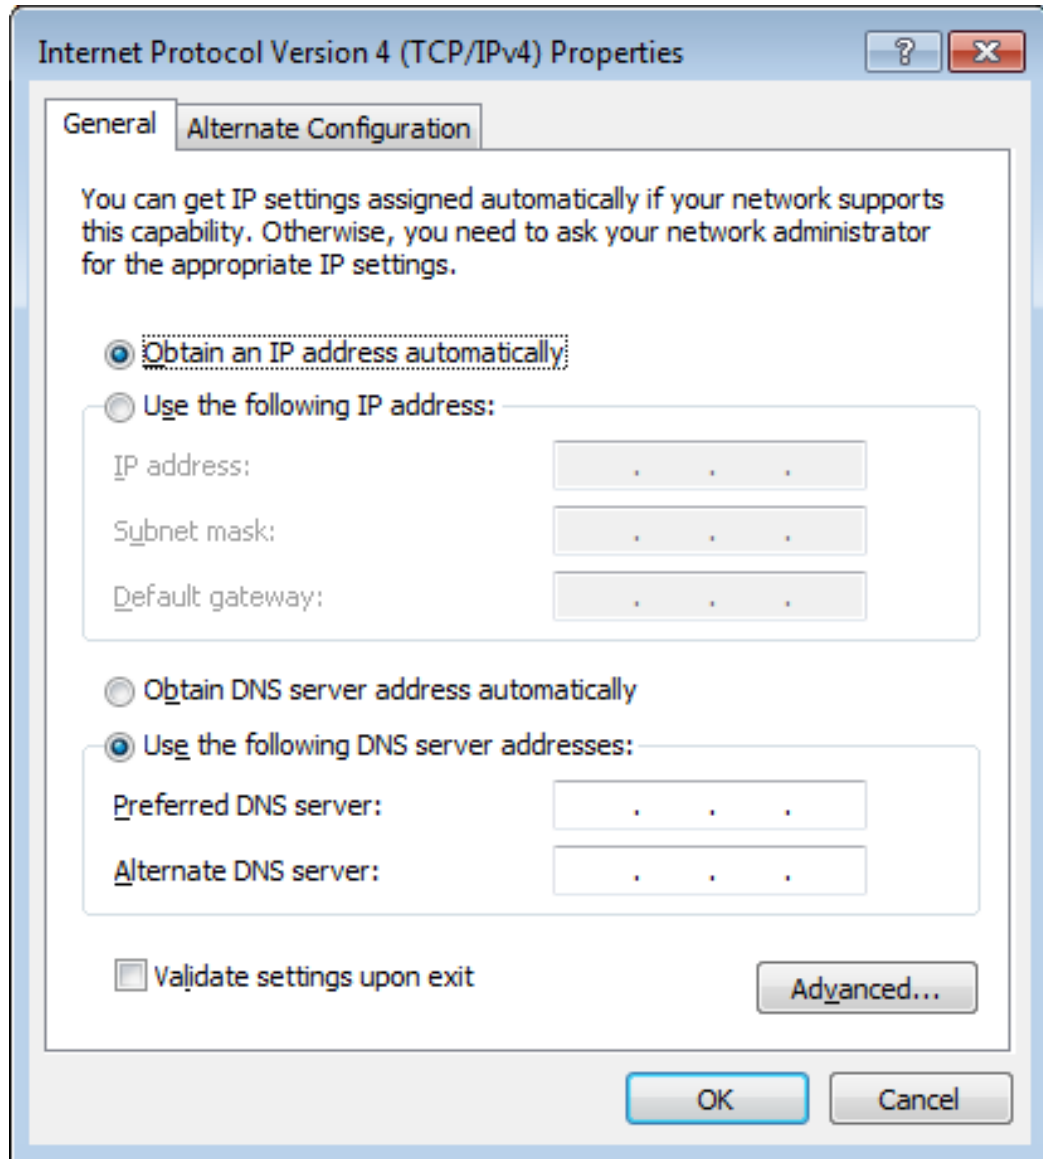 Internet Protocol Version 4 (TCP/IPv4) Properties
General
Alternate Configuration
You can get IP settings assigned automatically if your network supports
this capability. Otherwise, you need to ask your network administrator
for the appropriate IP settings.
Obtain an IP address automatically
Use the following IP address:
IP address: . . .
Subnet mask: . . .
Default gateway: . . .
Obtain DNS server address automatically
Use the following DNS server addresses:
Preferred DNS server: . . .
Alternate DNS server: . . .
Validate settings upon exit
Advanced...
OK Cancel